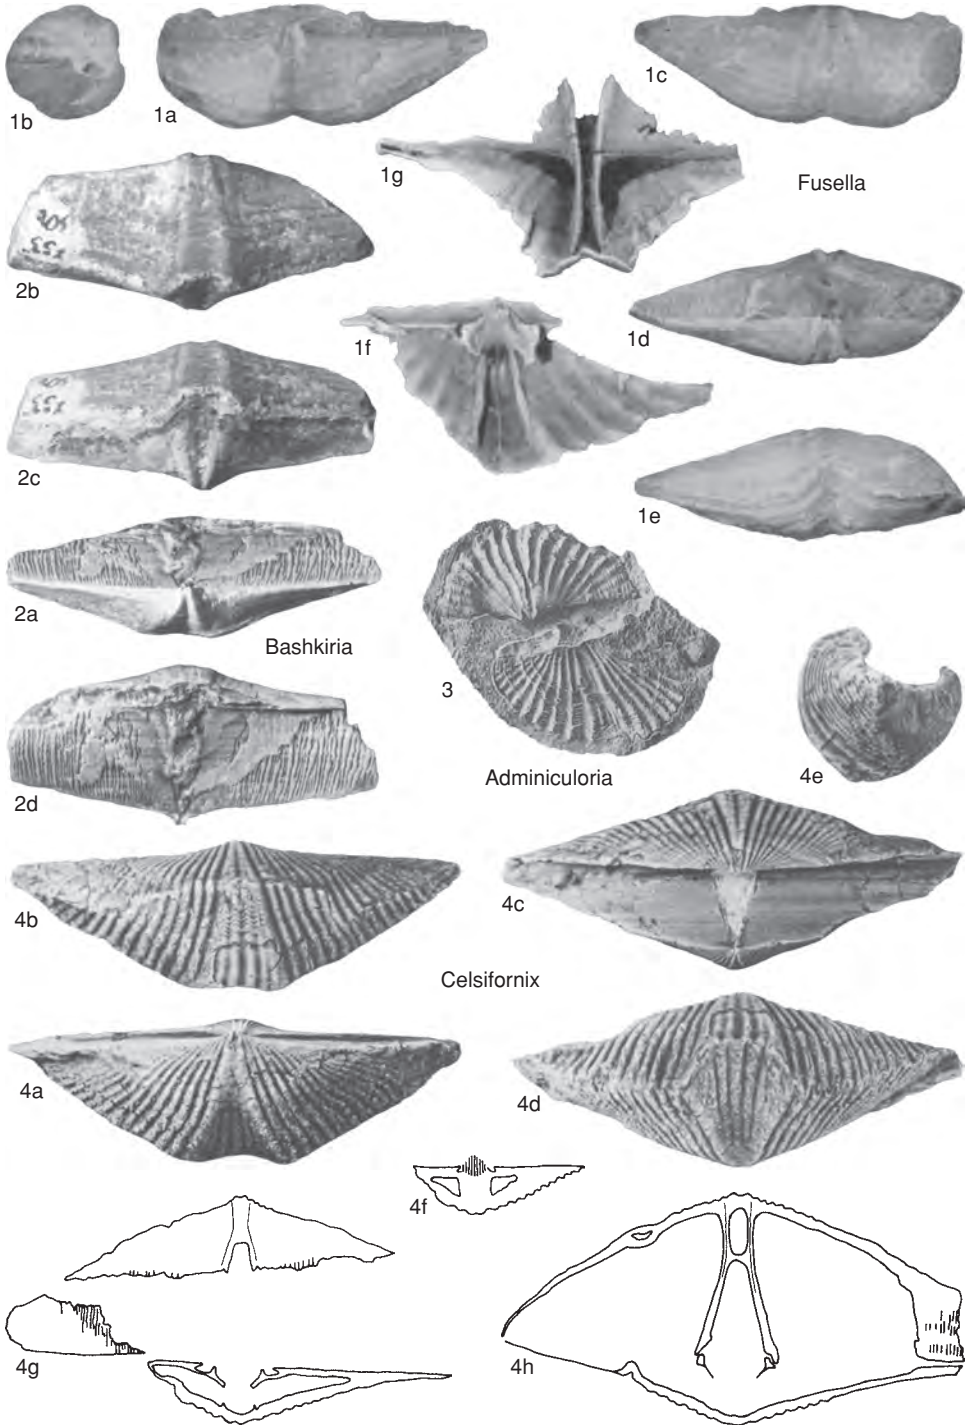 1b
1a
1c
1g
Fusella
2b
1f
1d
2c
1e
2a
Bashkiria
3
2d
Adminiculoria
4e
4b
4c
Celsifornix
4a
4d
4f
4g
4h